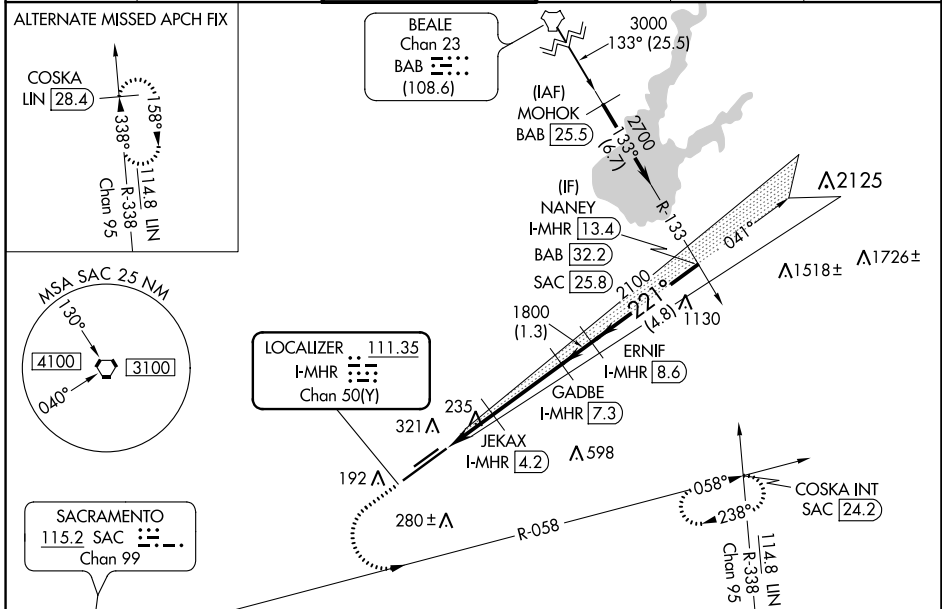 ALTERNATE MISSED APCH FIX
COSKA
LIN 28.4
338°
158°
R-338
114.8 LIN
Chan 95
BEALE
Chan 23
BAB
(108.6)
3000
133° (25.5)
(IAF)
MOHOK
BAB 25.5
2700
133°
(6.7)
R-133
(IF)
NANEY
I-MHR 13.4
BAB 32.2
SAC 25.8
041°
2125
1518±
1726±
2100
221°
(4.8)
1130
1800
(1.3)
ERNIF
I-MHR 8.6
GADBE
I-MHR 7.3
JEKAX
I-MHR 4.2
MSA SAC 25 NM
130°
4100
3100
040°
LOCALIZER 111.35
I-MHR
Chan 50(Y)
321
235
598
192
280±
SACRAMENTO
115.2 SAC
Chan 99
R-058
058°
238°
COSKA INT
SAC 24.2
114.8 LIN
R-338
Chan 95